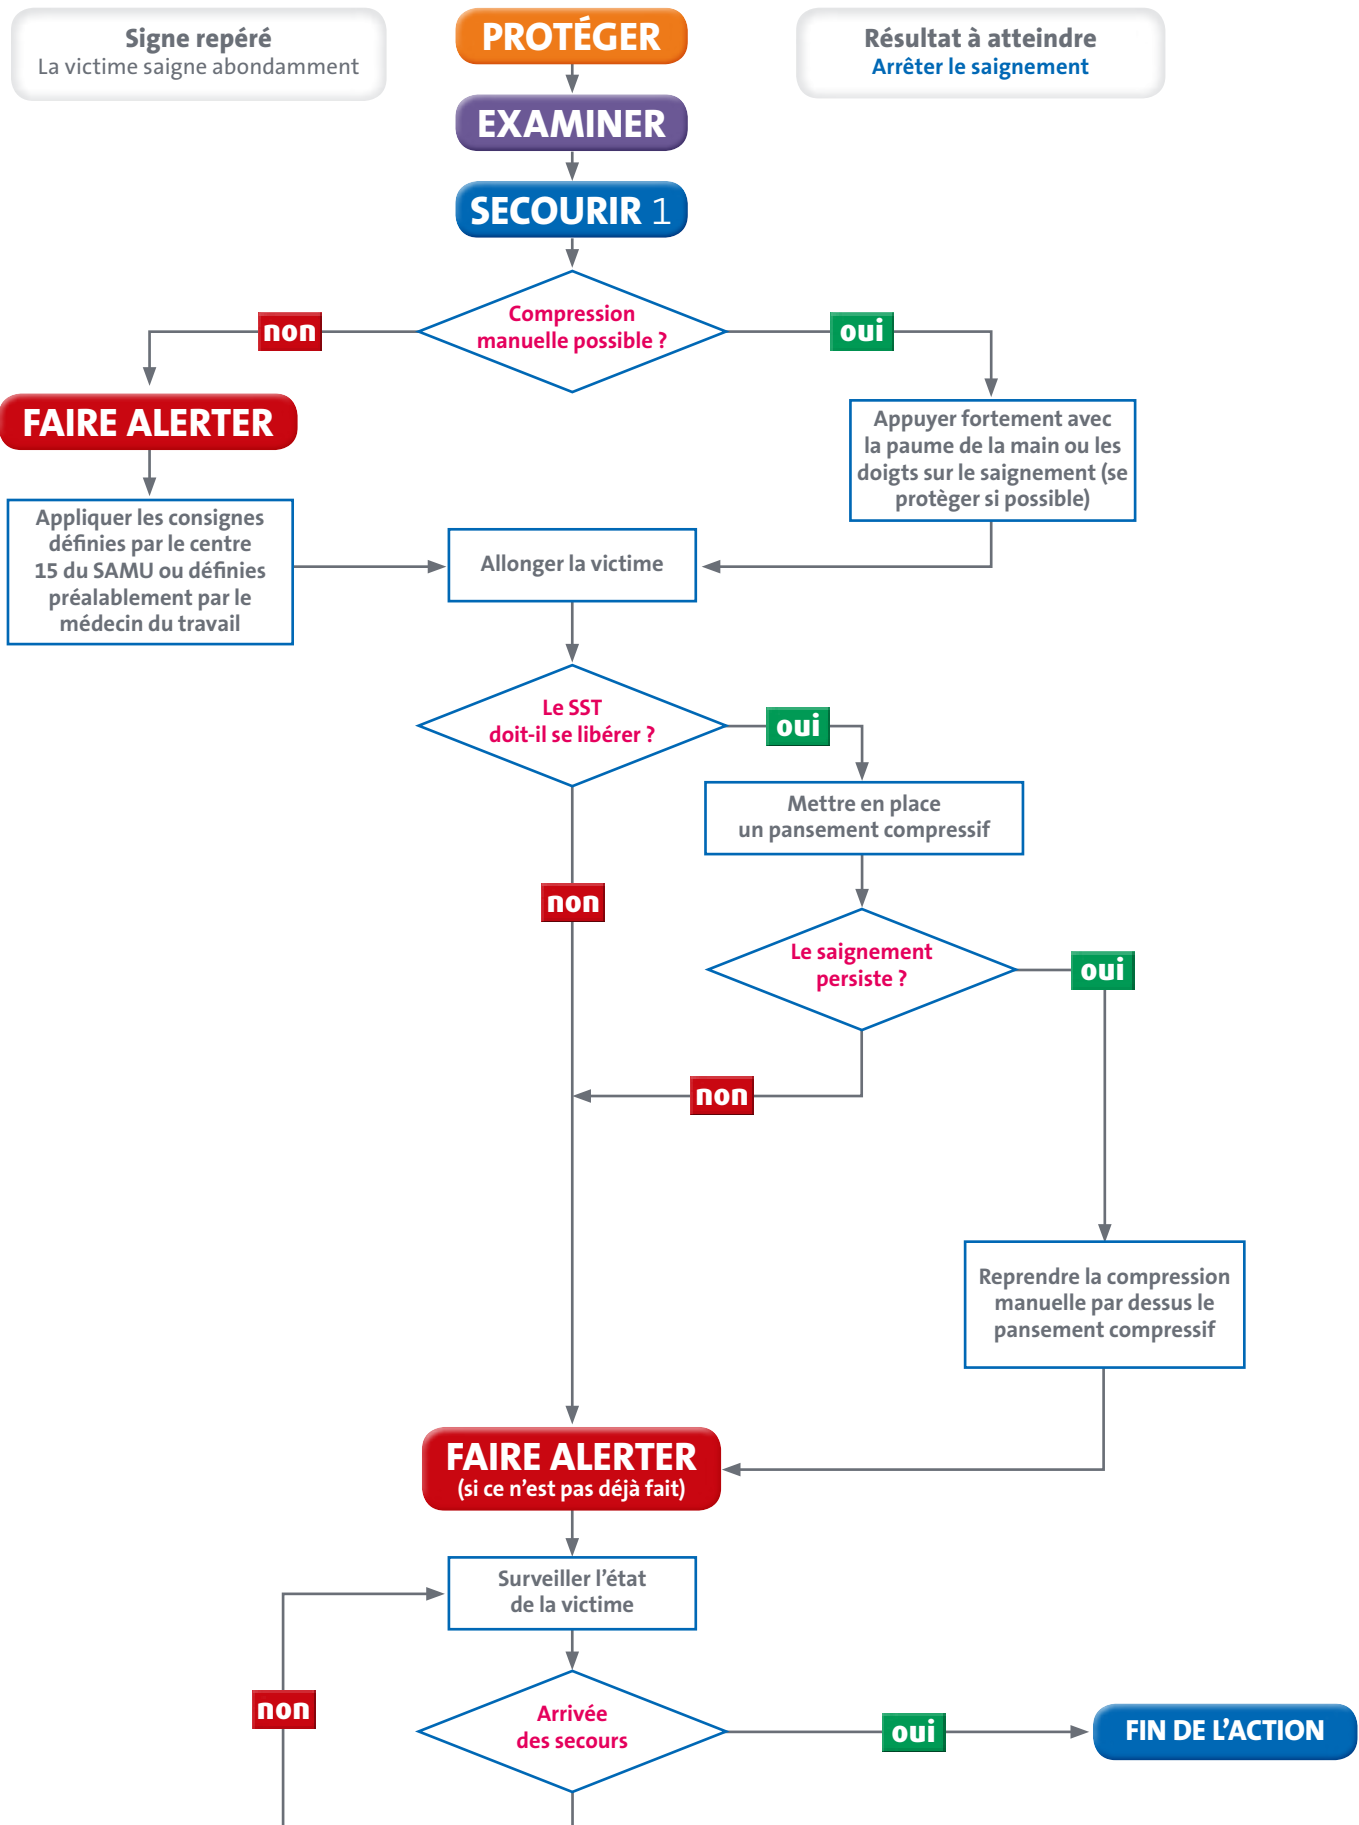 Signe repéré
La victime saigne abondamment
PROTÉGER
Résultat à atteindre
Arrêter le saignement
EXAMINER
SECOURIR 1
Compression
manuelle possible ?
non
oui
FAIRE ALERTER
Appuyer fortement avec
la paume de la main ou les
doigts sur le saignement (se
protèger si possible)
Appliquer les consignes
définies par le centre
15 du SAMU ou définies
préalablement par le
médecin du travail
Allonger la victime
Le SST
doit-il se libérer ?
oui
Mettre en place
un pansement compressif
non
Le saignement
persiste ?
oui
non
Reprendre la compression
manuelle par dessus le
pansement compressif
FAIRE ALERTER
(si ce n’est pas déjà fait)
Surveiller l’état
de la victime
non
Arrivée
des secours
oui
FIN DE L’ACTION